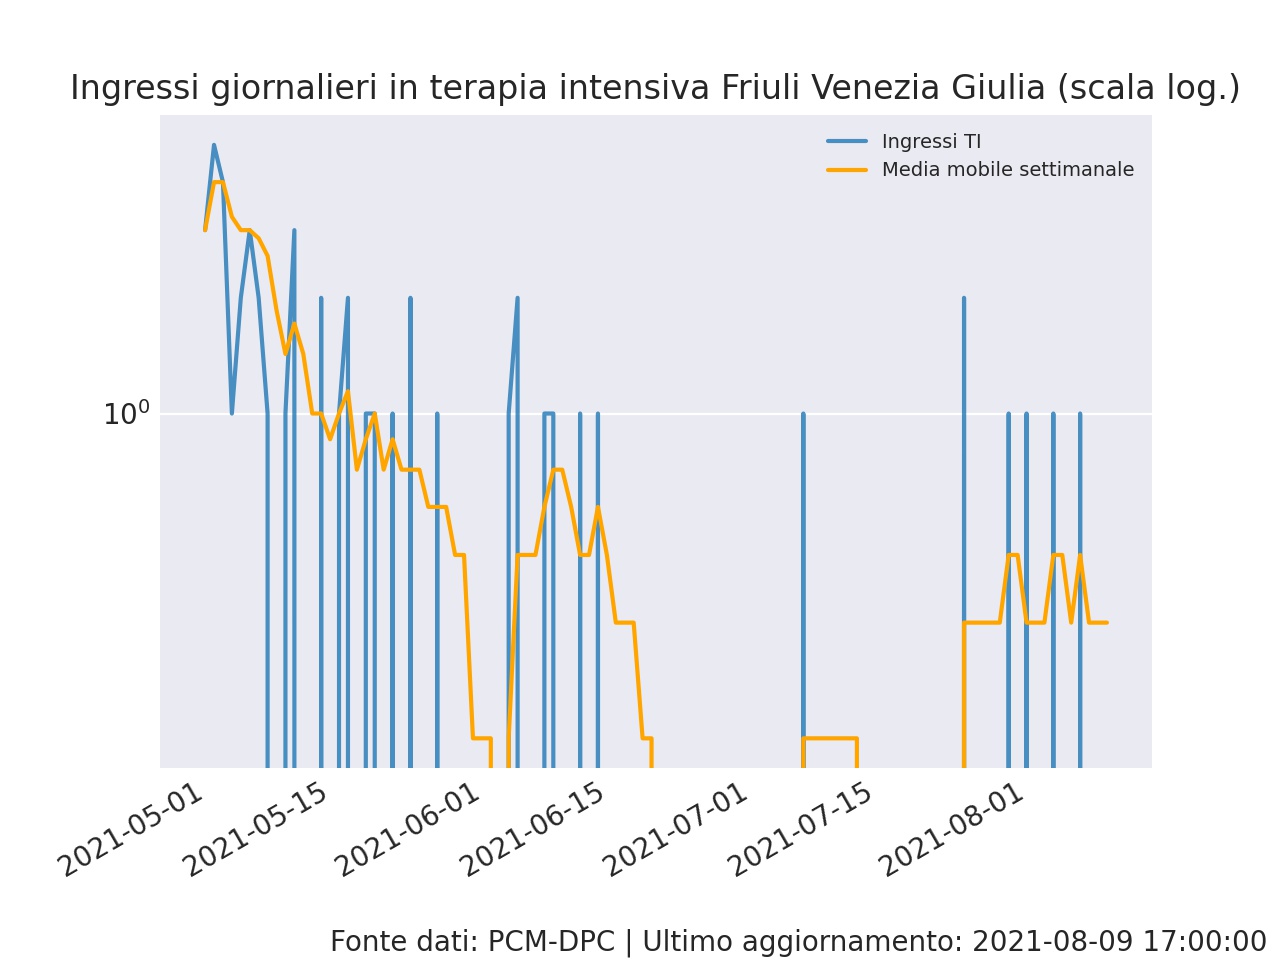 Ingressi giornalieri in terapia intensiva Friuli Venezia Giulia (scala log.)
Ingressi TI
Media mobile settimanale
10⁰
2021-05-01
2021-05-15
2021-06-01
2021-06-15
2021-07-01
2021-07-15
2021-08-01
Fonte dati: PCM-DPC | Ultimo aggiornamento: 2021-08-09 17:00:00